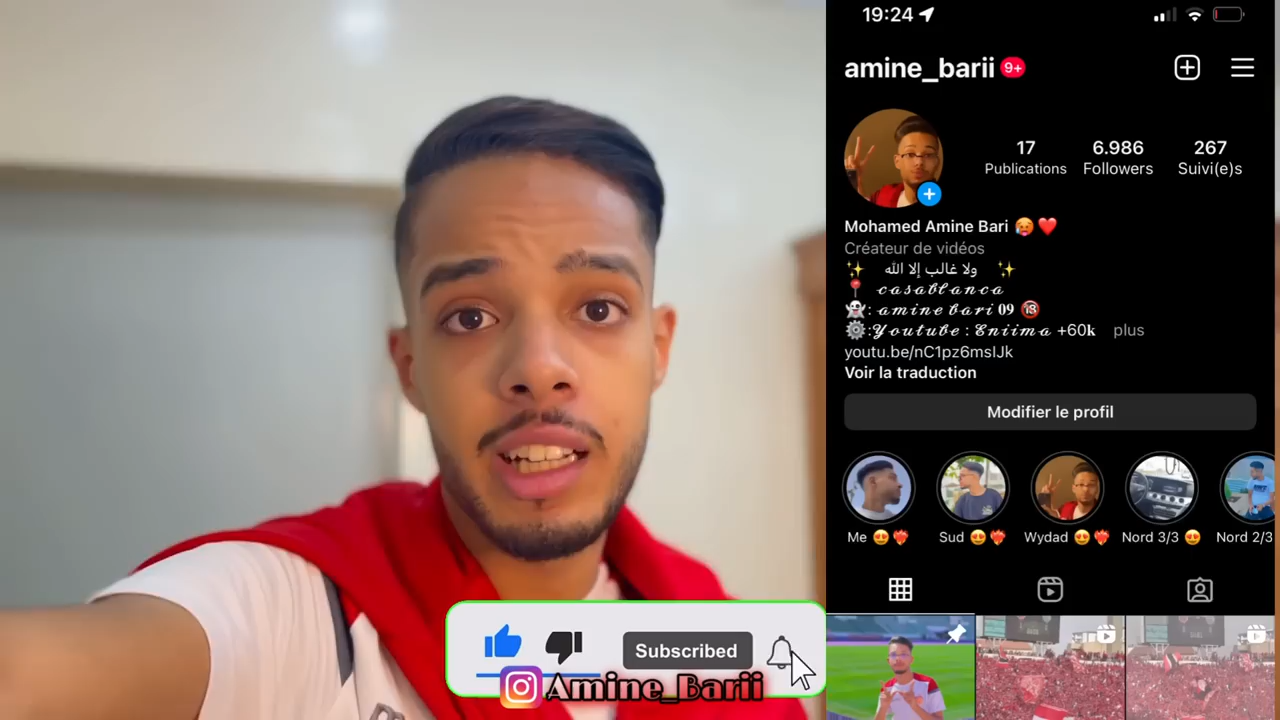 19:24
amine_barii 9+
17
Publications
6.986
Followers
267
Suivi(e)s
Mohamed Amine Bari 🥵❤️
Créateur de vidéos
✨ ولا غالب إلا الله ✨
📍 𝓬𝓪𝓼𝓪𝓫𝓵𝓪𝓷𝓬𝓪
👻: 𝓪𝓶𝓲𝓷𝓮 𝓫𝓪𝓻𝓲 𝟎𝟗 🔞
⚙️:𝓨𝓸𝓾𝓽𝓾𝓫𝓮 : 𝓔𝓷𝓲𝓲𝓶𝓪 +60𝐤 plus
youtu.be/nC1pz6msIJk
Voir la traduction
Modifier le profil
Me 😍❤️‍🔥
Sud 😍❤️‍🔥
Wydad 😍❤️‍🔥
Nord 3/3 😍
Nord 2/3
Subscribed
Amine_Barii